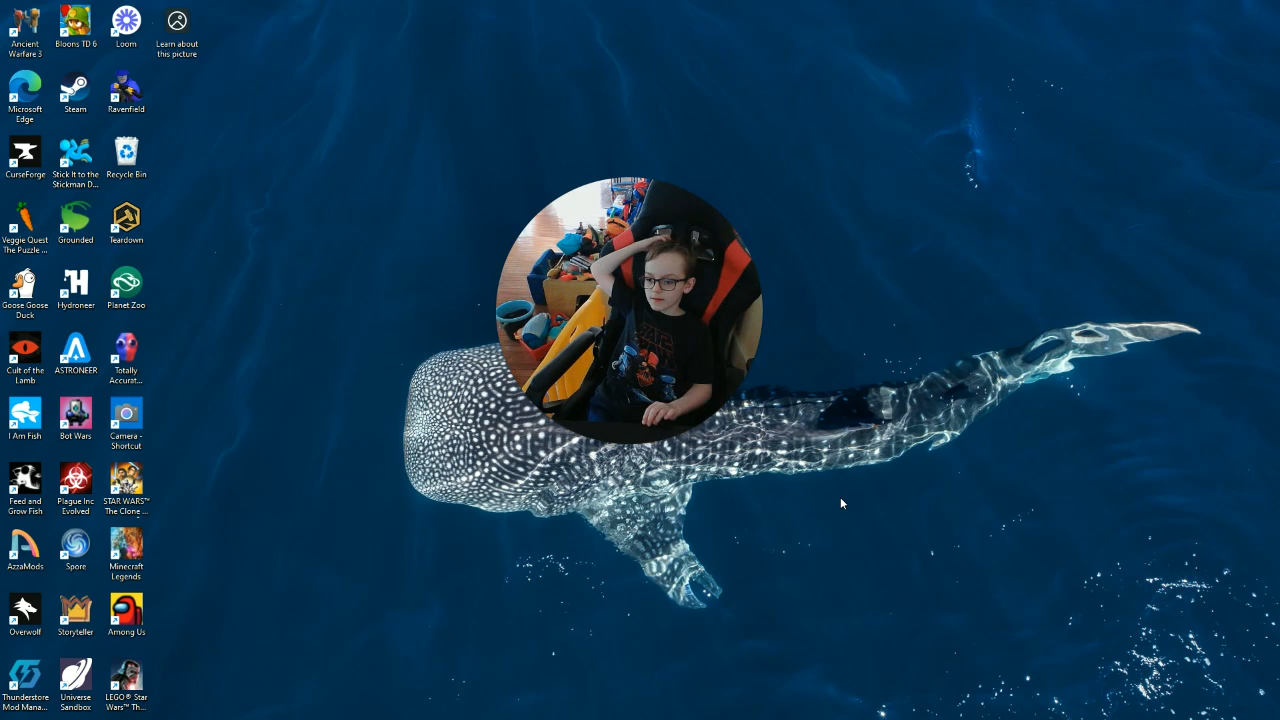 Ancient
Warfare 3
Bloons TD 6
Loom
Learn about
this picture
Microsoft
Edge
Steam
Ravenfield
CurseForge
Stick It to the
Stickman D...
Recycle Bin
Veggie Quest
The Puzzle ...
Grounded
Teardown
Goose Goose
Duck
Hydroneer
Planet Zoo
Cult of the
Lamb
ASTRONEER
Totally
Accurat...
I Am Fish
Bot Wars
Camera -
Shortcut
Feed and
Grow Fish
Plague Inc
Evolved
STAR WARS™
The Clone ...
AzzaMods
Spore
Minecraft
Legends
Overwolf
Storyteller
Among Us
Thunderstore
Mod Mana...
Universe
Sandbox
LEGO® Star
Wars™ Th...